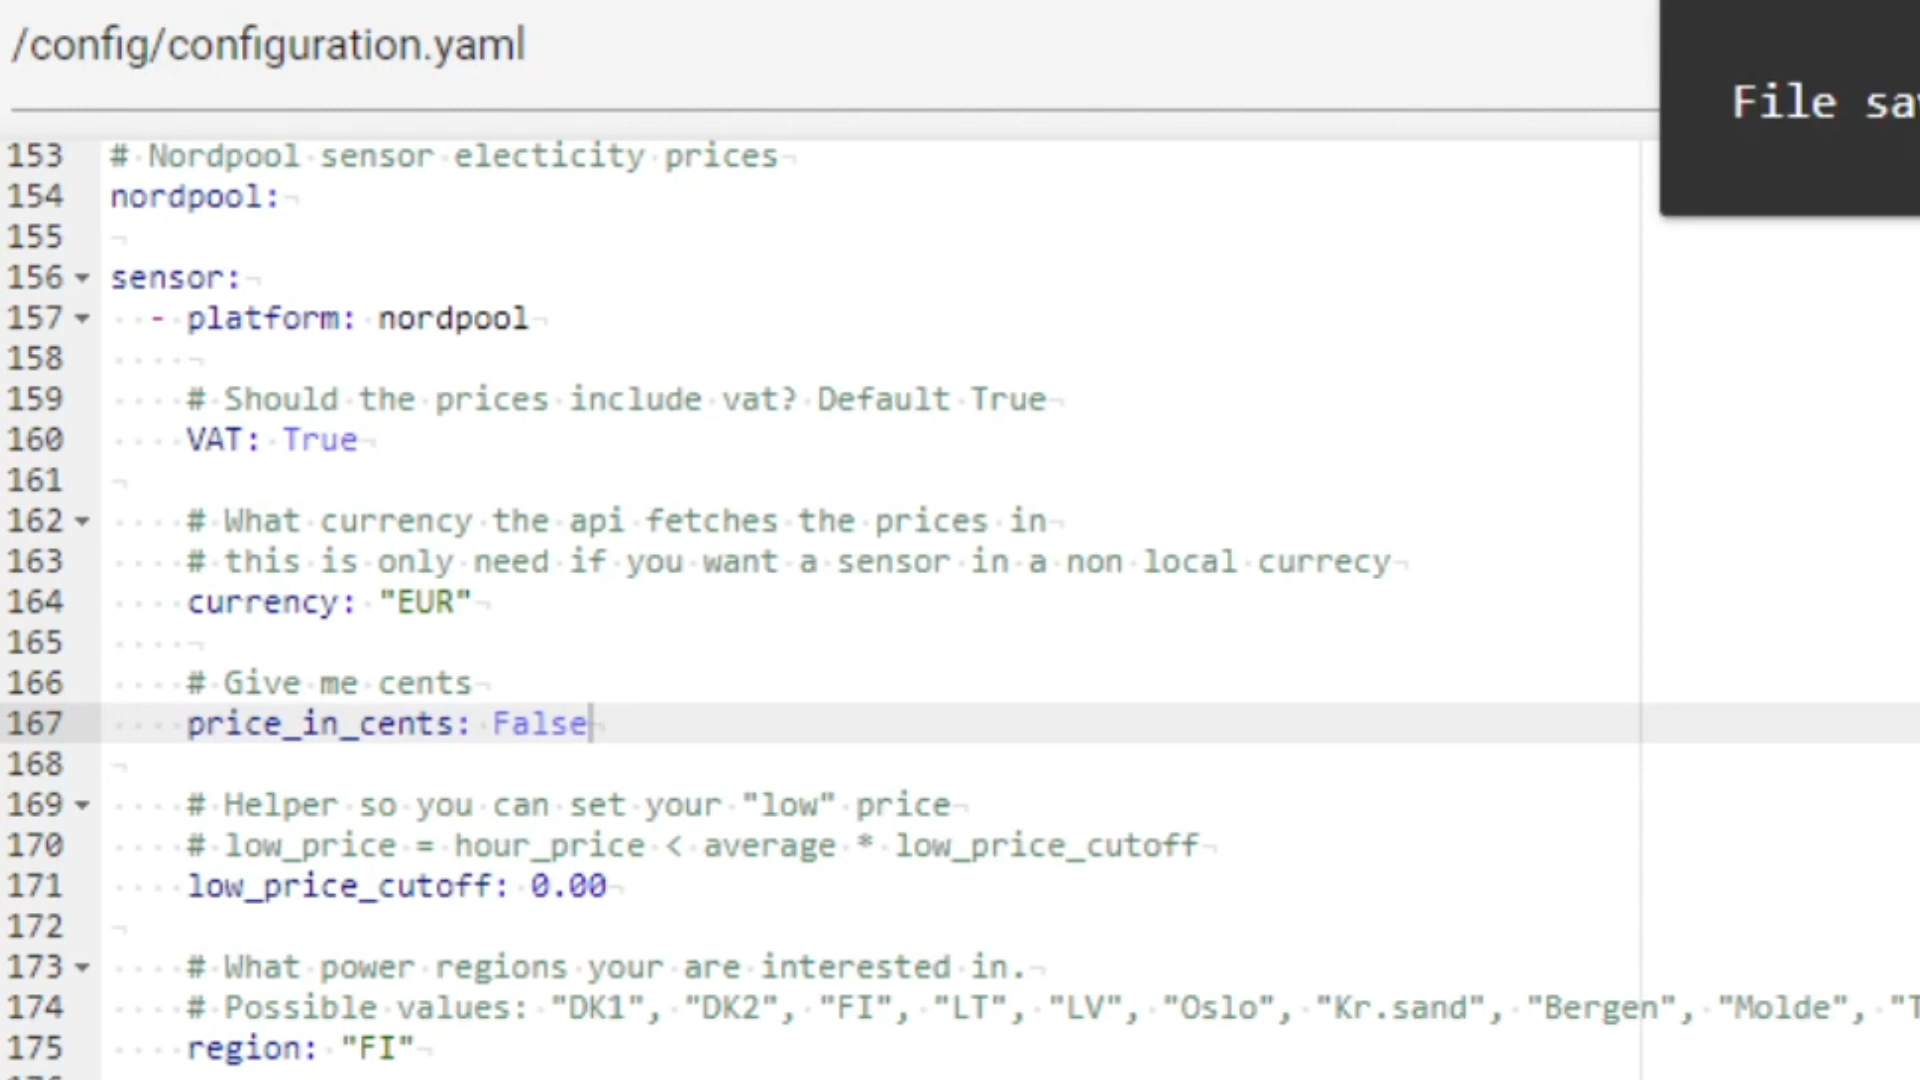 /config/configuration.yaml
File
153 # Nordpool sensor electicity prices
154 nordpool:
155
156 sensor:
157 - platform: nordpool
158
159 # Should the prices include vat? Default True
160 VAT: True
161
162 # What currency the api fetches the prices in
163 # this is only need if you want a sensor in a non local currecy
164 currency: "EUR"
165
166 # Give me cents
167 price_in_cents: False
168
169 # Helper so you can set your "low" price
170 # low_price = hour_price < average * low_price_cutoff
171 low_price_cutoff: 0.00
172
173 # What power regions your are interested in.
174 # Possible values: "DK1", "DK2", "FI", "LT", "LV", "Oslo", "Kr.sand", "Bergen", "Molde",
175 region: "FI"